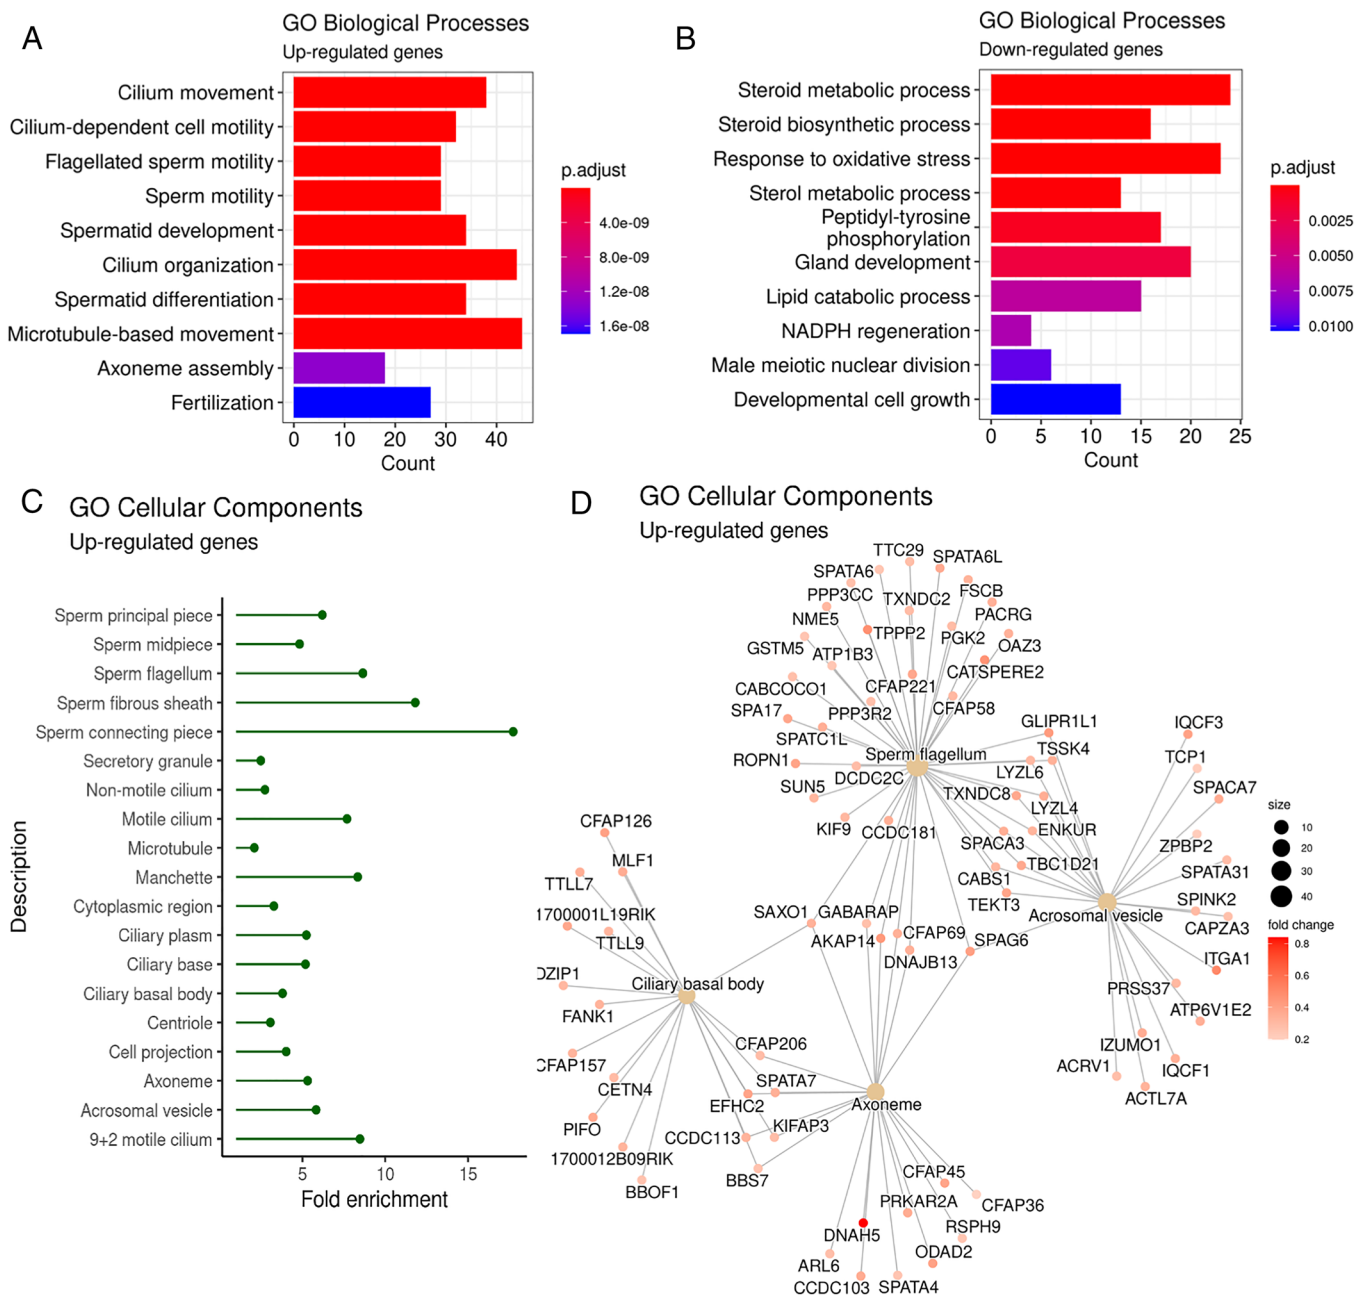 A
GO Biological Processes
Up-regulated genes
Cilium movement
Cilium-dependent cell motility
Flagellated sperm motility
Sperm motility
Spermatid development
Cilium organization
Spermatid differentiation
Microtubule-based movement
Axoneme assembly
Fertilization
0 10 20 30 40
Count
p.adjust
4.0e-09
8.0e-09
1.2e-08
1.6e-08
B
GO Biological Processes
Down-regulated genes
Steroid metabolic process
Steroid biosynthetic process
Response to oxidative stress
Sterol metabolic process
Peptidyl-tyrosine
phosphorylation
Gland development
Lipid catabolic process
NADPH regeneration
Male meiotic nuclear division
Developmental cell growth
0 5 10 15 20 25
Count
p.adjust
0.0025
0.0050
0.0075
0.0100
C
GO Cellular Components
Up-regulated genes
Description
Sperm principal piece
Sperm midpiece
Sperm flagellum
Sperm fibrous sheath
Sperm connecting piece
Secretory granule
Non-motile cilium
Motile cilium
Microtubule
Manchette
Cytoplasmic region
Ciliary plasm
Ciliary base
Ciliary basal body
Centriole
Cell projection
Axoneme
Acrosomal vesicle
9+2 motile cilium
5 10 15
Fold enrichment
D
GO Cellular Components
Up-regulated genes
TTC29
SPATA6L
SPATA6
PPP3CC
TXNDC2
FSCB
PACRG
NME5
TPPP2
PGK2
OAZ3
GSTM5
ATP1B3
CATSPERE2
CABCOCO1
CFAP221
SPA17
PPP3R2
CFAP58
GLIPR1L1
IQCF3
SPATC1L
ROPN1
Sperm flagellum
TSSK4
TCP1
SUN5
DCDC2C
LYZL6
SPACA7
TXNDC8
LYZL4
KIF9
CCDC181
ENKUR
SPACA3
ZPBP2
CFAP126
MLF1
TBC1D21
SPATA31
TTLL7
CABS1
TEKT3
SPINK2
1700001L19RIK
SAXO1
GABARAP
Acrosomal vesicle
CAPZA3
TTLL9
AKAP14
CFAP69
SPAG6
DNAJB13
ITGA1
DZIP1
Ciliary basal body
PRSS37
FANK1
ATP6V1E2
CFAP206
IZUMO1
CFAP157
SPATA7
ACRV1
IQCF1
CETN4
EFHC2
Axoneme
ACTL7A
PIFO
CCDC113
KIFAP3
1700012B09RIK
BBS7
BBOF1
CFAP45
PRKAR2A
CFAP36
DNAH5
RSPH9
ODAD2
ARL6
CCDC103
SPATA4
size
10
20
30
40
fold change
0.8
0.6
0.4
0.2